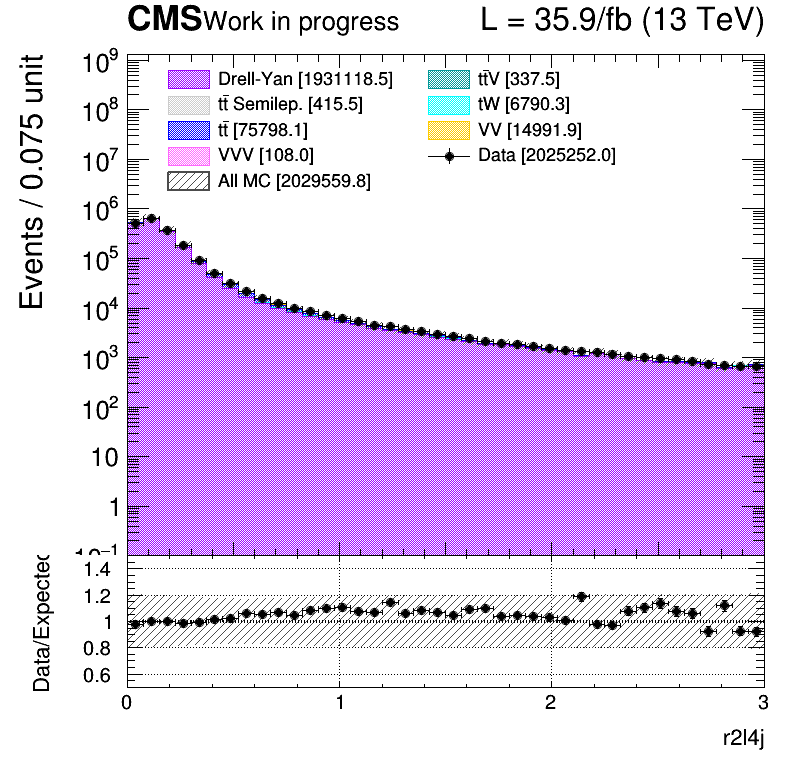 CMS Work in progress L = 35.9/fb (13 TeV)
Events / 0.075 unit
10⁹
10⁸
10⁷
10⁶
10⁵
10⁴
10³
10²
10
1
10⁻¹
Drell-Yan [1931118.5]
tt̄ Semilep. [415.5]
tt̄ [75798.1]
VVV [108.0]
All MC [2029559.8]
tt̄V [337.5]
tW [6790.3]
VV [14991.9]
Data [2025252.0]
Data/Expected
1.4
1.2
1
0.8
0.6
0 1 2 3
r2l4j